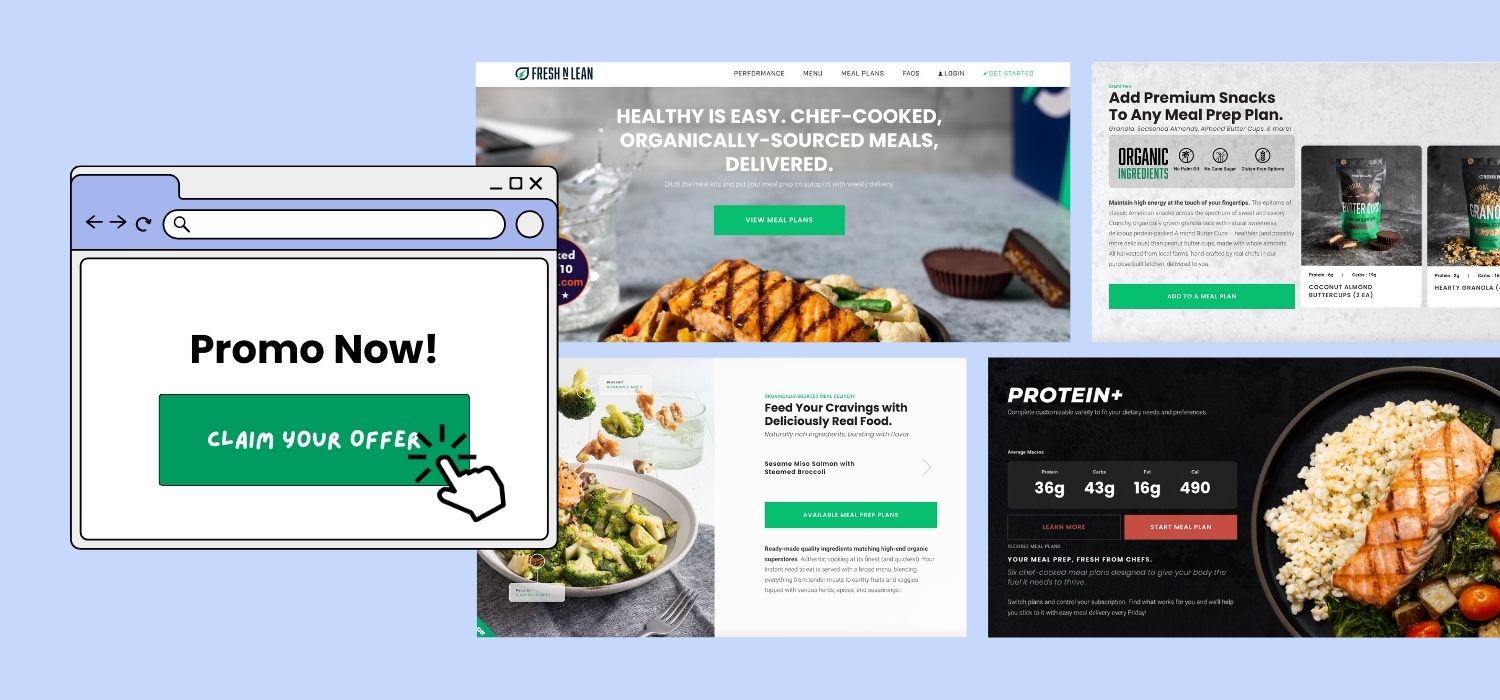 FRESH N LEAN
PERFORMANCE MENU MEAL PLANS FAQS LOGIN GET STARTED
HEALTHY IS EASY. CHEF-COOKED,
ORGANICALLY-SOURCED MEALS,
DELIVERED.
Ditch the meal kits and put your meal prep on autopilot with weekly delivery.
VIEW MEAL PLANS
ked
10
.com
Brand New
Add Premium Snacks
To Any Meal Prep Plan.
Granola, Seasoned Almonds, Almond Butter Cups, & more!
ORGANIC
INGREDIENTS
No Palm Oil No Cane Sugar Gluten-Free Options
Maintain high energy at the touch of your fingertips. The epitome of
classic American snacks across the spectrum of sweet and savory.
Crunchy, organically grown granola bars with natural sweetness,
delicious protein-packed Almond Butter Cups – healthier (and possibly
more delicious) than peanut butter cups, made with whole almonds.
All harvested from local farms, hand-crafted by real chefs in our
purpose built kitchen, delivered to you.
ADD TO A MEAL PLAN
BUTTER CUPS
GRANO
Protein : 6g | Carbs : 19g
COCONUT ALMOND
BUTTERCUPS (2 EA)
Protein : 2g | Carbs : 16
HEARTY GRANOLA (4
Promo Now!
CLAIM YOUR OFFER
Broccoli
ORGANICALLY-SOURCED MEAL DELIVERY
Feed Your Cravings with
Deliciously Real Food.
Naturally rich ingredients, bursting with flavor.
Sesame Miso Salmon with
Steamed Broccoli
AVAILABLE MEAL PREP PLANS
Ready-made quality ingredients matching high-end organic
superstores. Authentic cooking at its finest (and quickest). Your
instant need to eat is served with a broad menu, blending
everything from tender meats to earthy fruits and veggies
topped with various herbs, spices, and seasonings.
PROTEIN+
Complete customizable variety to fit your dietary needs and preferences.
Average Macros
Protein Carbs Fat Cal
36g 43g 16g 490
LEARN MORE START MEAL PLAN
FLEXIBLE MEAL PLANS
YOUR MEAL PREP, FRESH FROM CHEFS.
Six chef-cooked meal plans designed to give your body the
fuel it needs to thrive.
Switch plans and control your subscription. Find what works for you and we'll help
you stick to it with easy meal delivery every Friday!